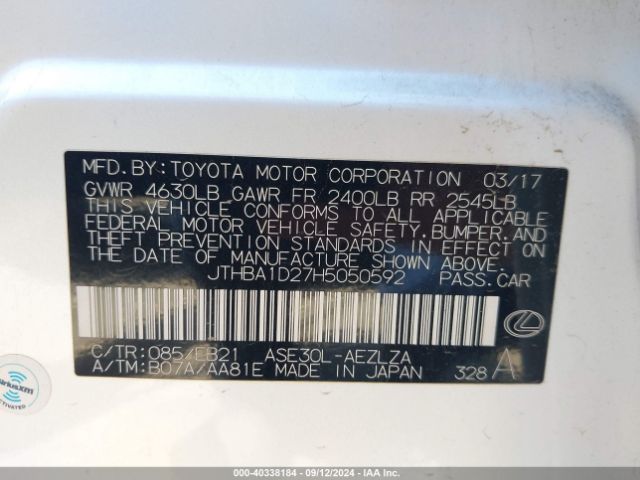 MFD. BY: TOYOTA MOTOR CORPORATION 03/17
GVWR 4630LB GAWR FR 2400LB RR 2545LB
THIS VEHICLE CONFORMS TO ALL APPLICABLE
FEDERAL MOTOR VEHICLE SAFETY, BUMPER, AND
THEFT PREVENTION STANDARDS IN EFFECT ON
THE DATE OF MANUFACTURE SHOWN ABOVE.
JTHBA1D27H5050592 PASS. CAR
C/TR: 085/EB21 ASE30L-AEZLZA
A/TM: B07A/AA81E MADE IN JAPAN 328 A
siriusxm
000-40338184 - 09/12/2024 - IAA Inc.